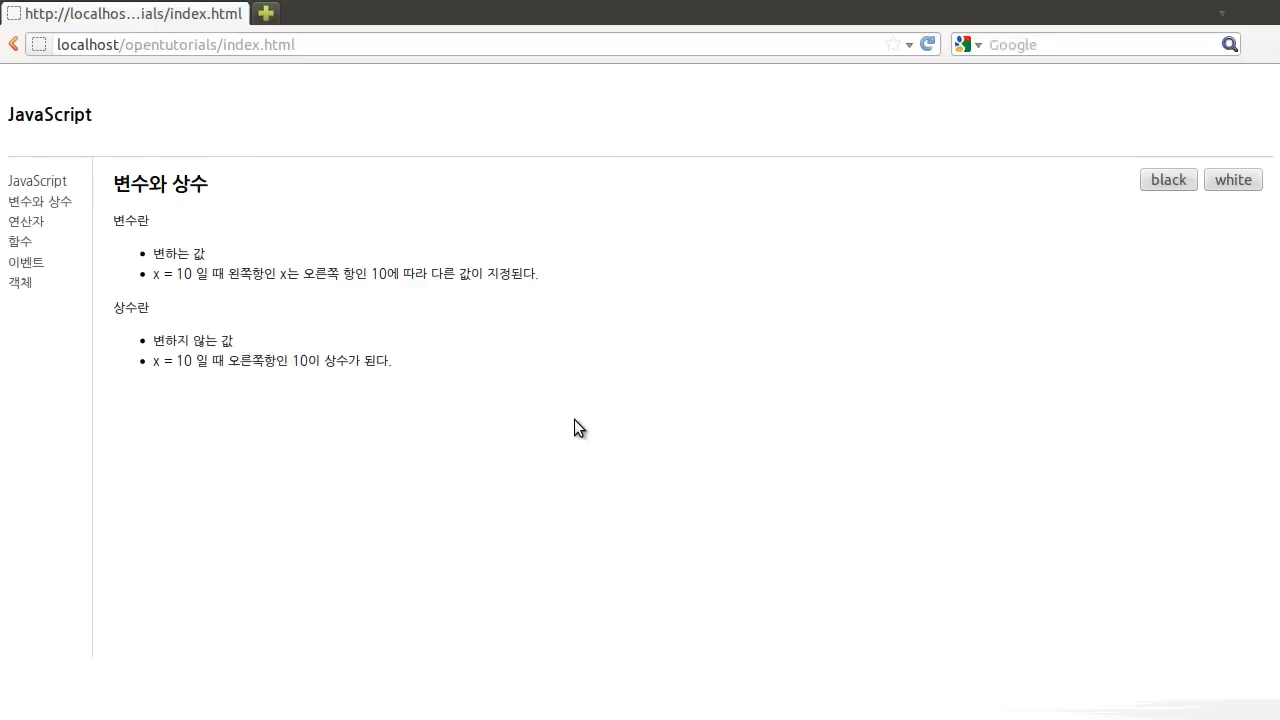 http://localhos...ials/index.html
localhost/opentutorials/index.html
Google
JavaScript
black
white
JavaScript
변수와 상수
연산자
함수
이벤트
객체
변수와 상수
변수란
변하는 값
x = 10 일 때 왼쪽항인 x는 오른쪽 항인 10에 따라 다른 값이 지정된다.
상수란
변하지 않는 값
x = 10 일 때 오른쪽항인 10이 상수가 된다.